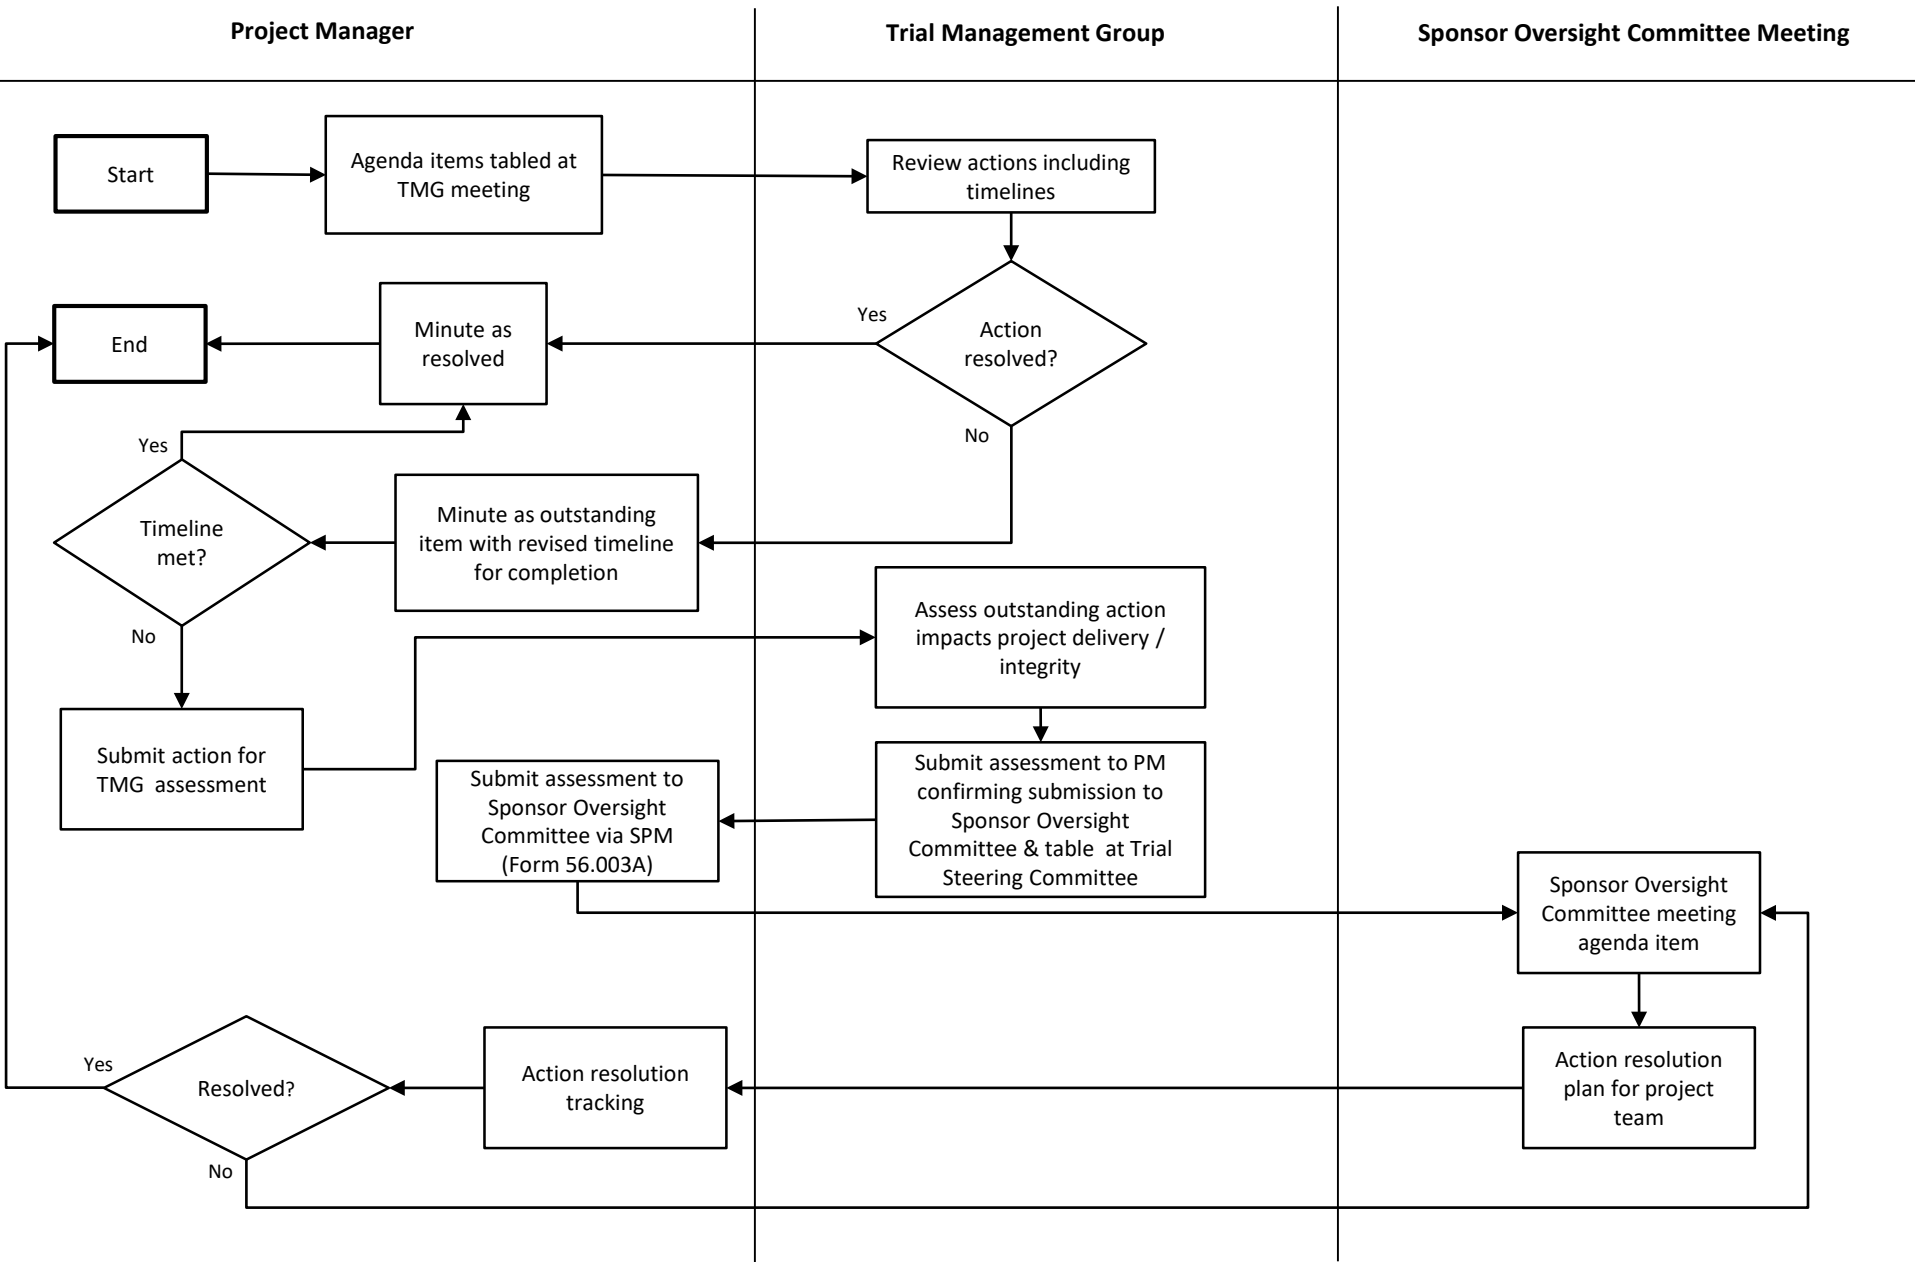 Project Manager
Trial Management Group
Sponsor Oversight Committee Meeting
Start
Agenda items tabled at
TMG meeting
Review actions including
timelines
End
Minute as
resolved
Yes
Action
resolved?
No
Yes
Timeline
met?
No
Minute as outstanding
item with revised timeline
for completion
Assess outstanding action
impacts project delivery /
integrity
Submit action for
TMG assessment
Submit assessment to
Sponsor Oversight
Committee via SPM
(Form 56.003A)
Submit assessment to PM
confirming submission to
Sponsor Oversight
Committee & table at Trial
Steering Committee
Sponsor Oversight
Committee meeting
agenda item
Yes
Resolved?
No
Action resolution
tracking
Action resolution
plan for project
team